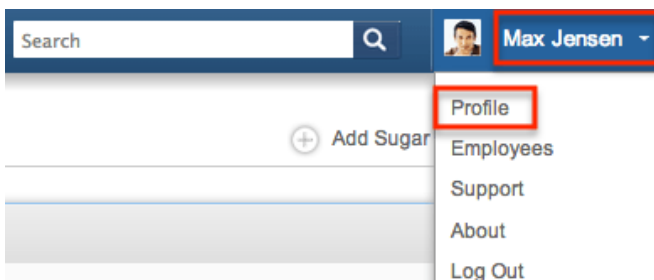 Search
Max Jensen
Profile
Add Sugar
Employees
Support
About
Log Out